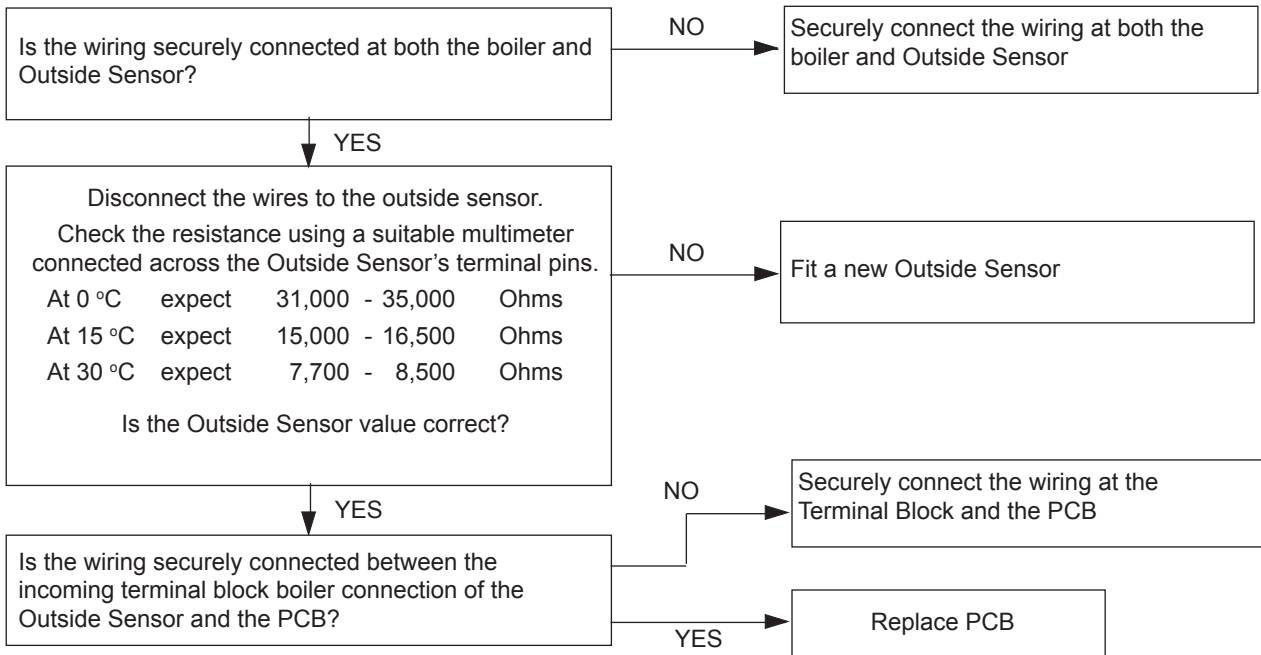 Is the wiring securely connected at both the boiler and
Outside Sensor?
NO
Securely connect the wiring at both the
boiler and Outside Sensor
YES
Disconnect the wires to the outside sensor.
Check the resistance using a suitable multimeter
connected across the Outside Sensor's terminal pins.
At 0 °C expect 31,000 - 35,000 Ohms
At 15 °C expect 15,000 - 16,500 Ohms
At 30 °C expect 7,700 - 8,500 Ohms
Is the Outside Sensor value correct?
NO
Fit a new Outside Sensor
YES
Is the wiring securely connected between the
incoming terminal block boiler connection of the
Outside Sensor and the PCB?
NO
Securely connect the wiring at the
Terminal Block and the PCB
YES
Replace PCB